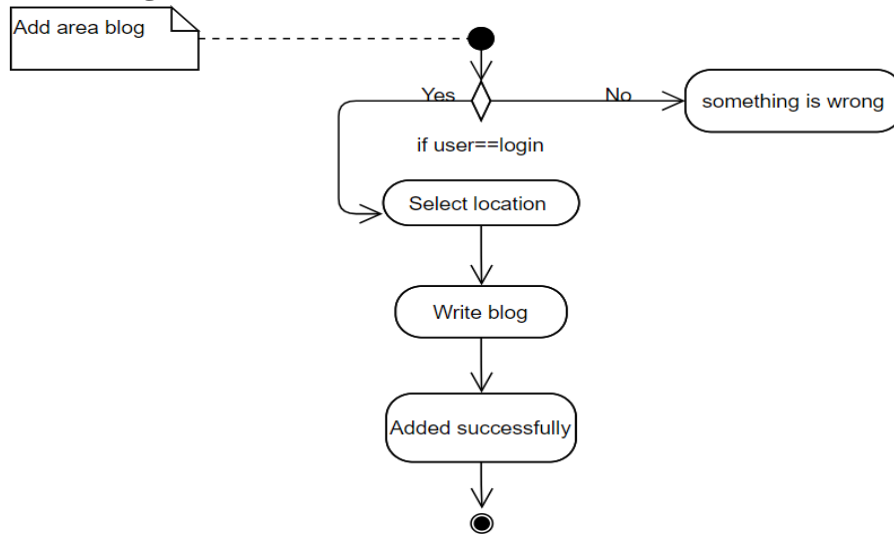 Add area blog
Yes
No
something is wrong
if user==login
Select location
Write blog
Added successfully